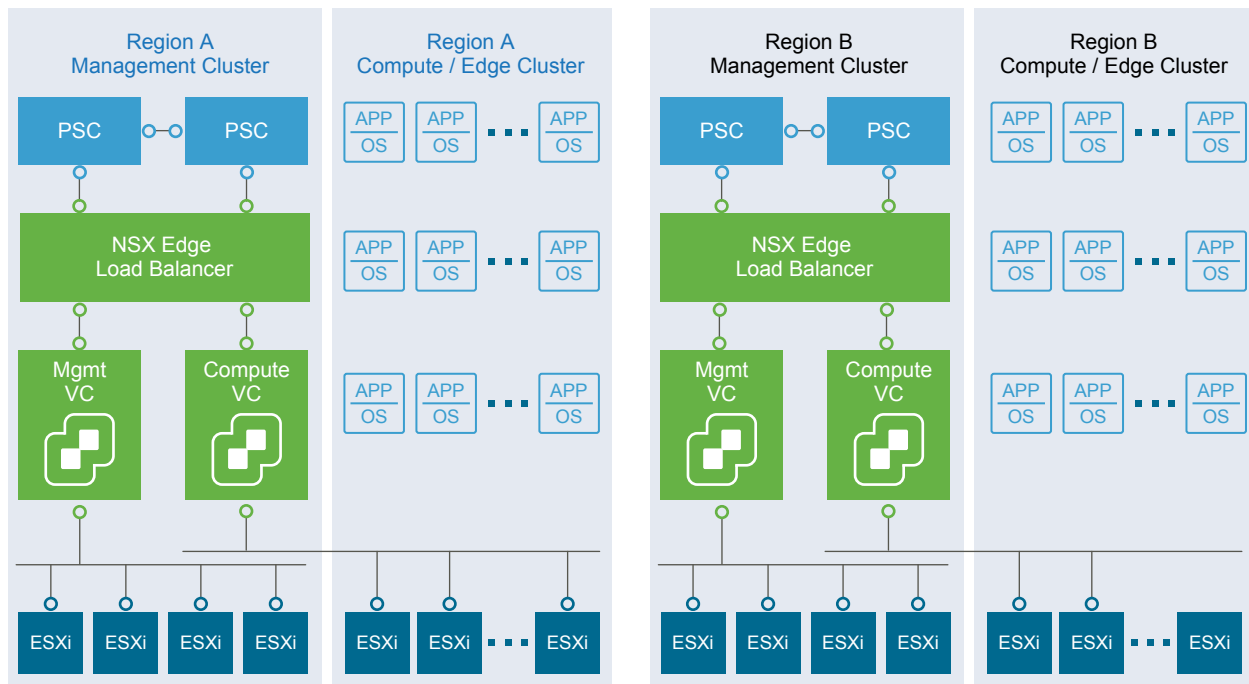 Region A
Management Cluster
PSC
PSC
NSX Edge
Load Balancer
Mgmt
VC
Compute
VC
ESXi
ESXi
ESXi
ESXi
Region A
Compute / Edge Cluster
APP
OS
APP
OS
APP
OS
APP
OS
APP
OS
APP
OS
APP
OS
APP
OS
APP
OS
ESXi
ESXi
ESXi
Region B
Management Cluster
PSC
PSC
NSX Edge
Load Balancer
Mgmt
VC
Compute
VC
ESXi
ESXi
ESXi
ESXi
Region B
Compute / Edge Cluster
APP
OS
APP
OS
APP
OS
APP
OS
APP
OS
APP
OS
APP
OS
APP
OS
APP
OS
ESXi
ESXi
ESXi